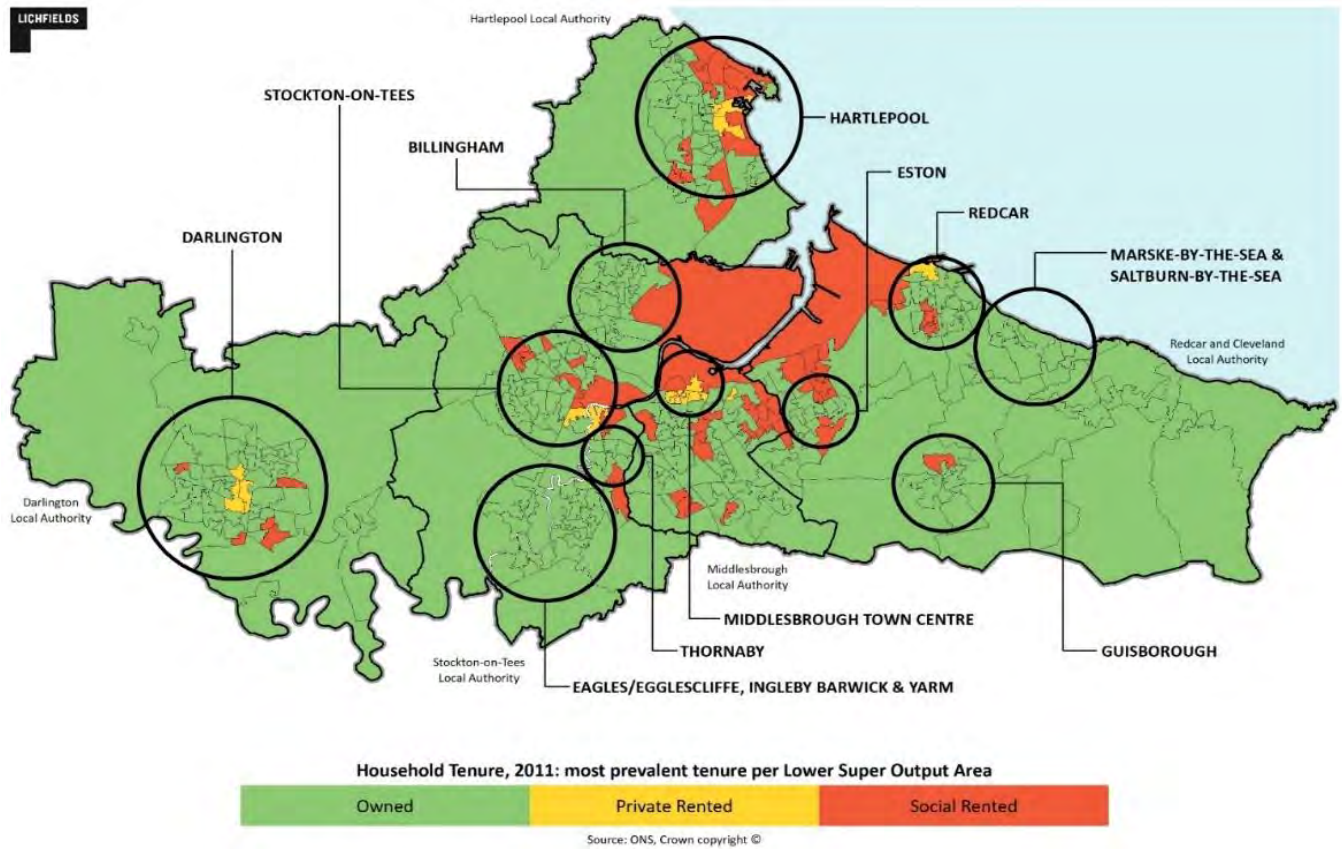 LICHFIELDS
Hartlepool Local Authority
STOCKTON-ON-TEES
BILLINGHAM
HARTLEPOOL
ESTON
REDCAR
DARLINGTON
MARSKE-BY-THE-SEA &
SALTBURN-BY-THE-SEA
Redcar and Cleveland
Local Authority
Darlington
Local Authority
Middlesbrough
Local Authority
MIDDLESBROUGH TOWN CENTRE
THORNABY
GUISBOROUGH
Stockton-on-Tees
Local Authority
EAGLES/EGGLESCLIFFE, INGLEBY BARWICK & YARM
Household Tenure, 2011: most prevalent tenure per Lower Super Output Area
Owned
Private Rented
Social Rented
Source: ONS, Crown copyright ©